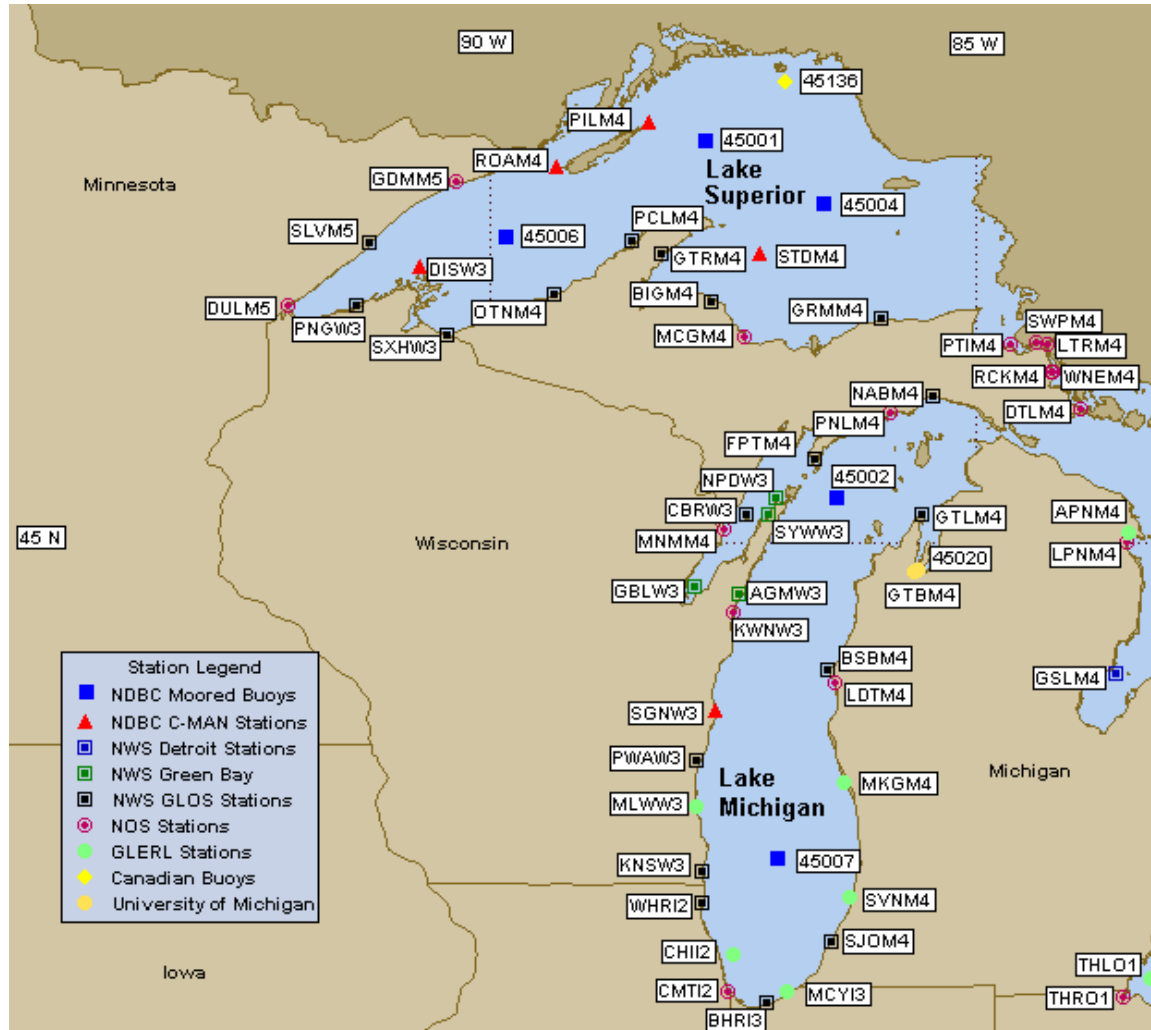 90 W
85 W
45136
PILM4
45001
ROAM4
Lake
Superior
Minnesota
GDMM5
45004
PCLM4
SLVM5
45006
GTRM4
STDM4
DISW3
BIGM4
DULM5
OTNM4
GRMM4
PNGW3
SWPM4
MCGM4
PTIM4
LTRM4
SXHW3
RCKM4
WNEM4
NABM4
DTLM4
PNLM4
FPTM4
NPDW3
45002
CBRW3
GTLM4
APNM4
45 N
SYWW3
Wisconsin
MNMM4
LPNM4
45020
GBLW3
AGMW3
GTBM4
KWNW3
BSBM4
Station Legend
GSLM4
NDBC Moored Buoys
LDTM4
SGNW3
NDBC C-MAN Stations
NWS Detroit Stations
PWAW3
Michigan
NWS Green Bay
Lake
Michigan
MKGM4
NWS GLOS Stations
MLWW3
NOS Stations
GLERL Stations
45007
KNSW3
Canadian Buoys
University of Michigan
SVNM4
WHRI2
SJOM4
CHII2
THLO1
Iowa
CMTI2
MCYI3
THRO1
BHRI3